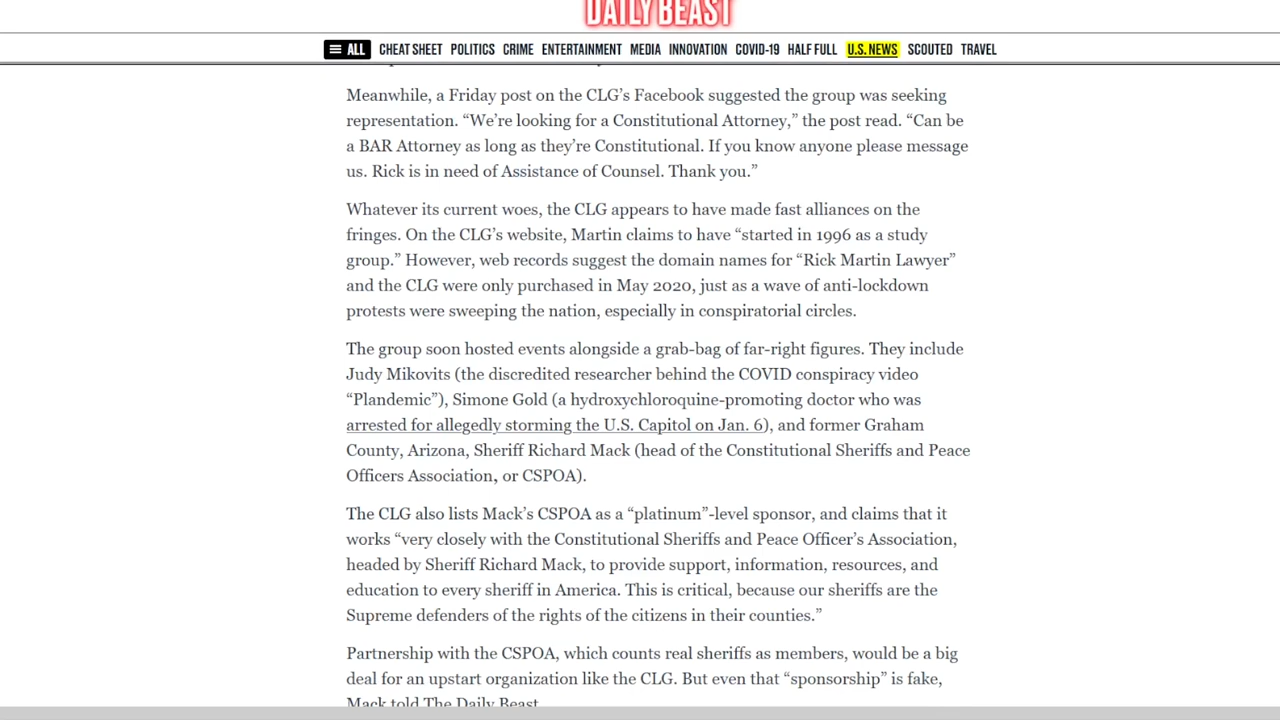 DAILY BEAST
ALL CHEAT SHEET POLITICS CRIME ENTERTAINMENT MEDIA INNOVATION COVID-19 HALF FULL U.S. NEWS SCOUTED TRAVEL
Meanwhile, a Friday post on the CLG’s Facebook suggested the group was seeking
representation. “We’re looking for a Constitutional Attorney,” the post read. “Can be
a BAR Attorney as long as they’re Constitutional. If you know anyone please message
us. Rick is in need of Assistance of Counsel. Thank you.”
Whatever its current woes, the CLG appears to have made fast alliances on the
fringes. On the CLG’s website, Martin claims to have “started in 1996 as a study
group.” However, web records suggest the domain names for “Rick Martin Lawyer”
and the CLG were only purchased in May 2020, just as a wave of anti-lockdown
protests were sweeping the nation, especially in conspiratorial circles.
The group soon hosted events alongside a grab-bag of far-right figures. They include
Judy Mikovits (the discredited researcher behind the COVID conspiracy video
“Plandemic”), Simone Gold (a hydroxychloroquine-promoting doctor who was
arrested for allegedly storming the U.S. Capitol on Jan. 6), and former Graham
County, Arizona, Sheriff Richard Mack (head of the Constitutional Sheriffs and Peace
Officers Association, or CSPOA).
The CLG also lists Mack’s CSPOA as a “platinum”-level sponsor, and claims that it
works “very closely with the Constitutional Sheriffs and Peace Officer’s Association,
headed by Sheriff Richard Mack, to provide support, information, resources, and
education to every sheriff in America. This is critical, because our sheriffs are the
Supreme defenders of the rights of the citizens in their counties.”
Partnership with the CSPOA, which counts real sheriffs as members, would be a big
deal for an upstart organization like the CLG. But even that “sponsorship” is fake,
Mack told The Daily Beast.